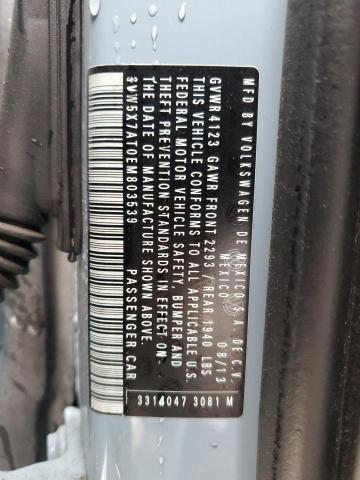 MFD BY VOLKSWAGEN DE MEXICO S.A. DE C.V.
MEXICO 08/13
GVWR 4123 GAWR FRONT 2293 / REAR 1940 LBS
THIS VEHICLE CONFORMS TO ALL APPLICABLE U.S.
FEDERAL MOTOR VEHICLE SAFETY, BUMPER AND
THEFT PREVENTION STANDARDS IN EFFECT ON
THE DATE OF MANUFACTURE SHOWN ABOVE.
3VW5X7AT0EM803539 PASSENGER CAR
3314047 3081 M